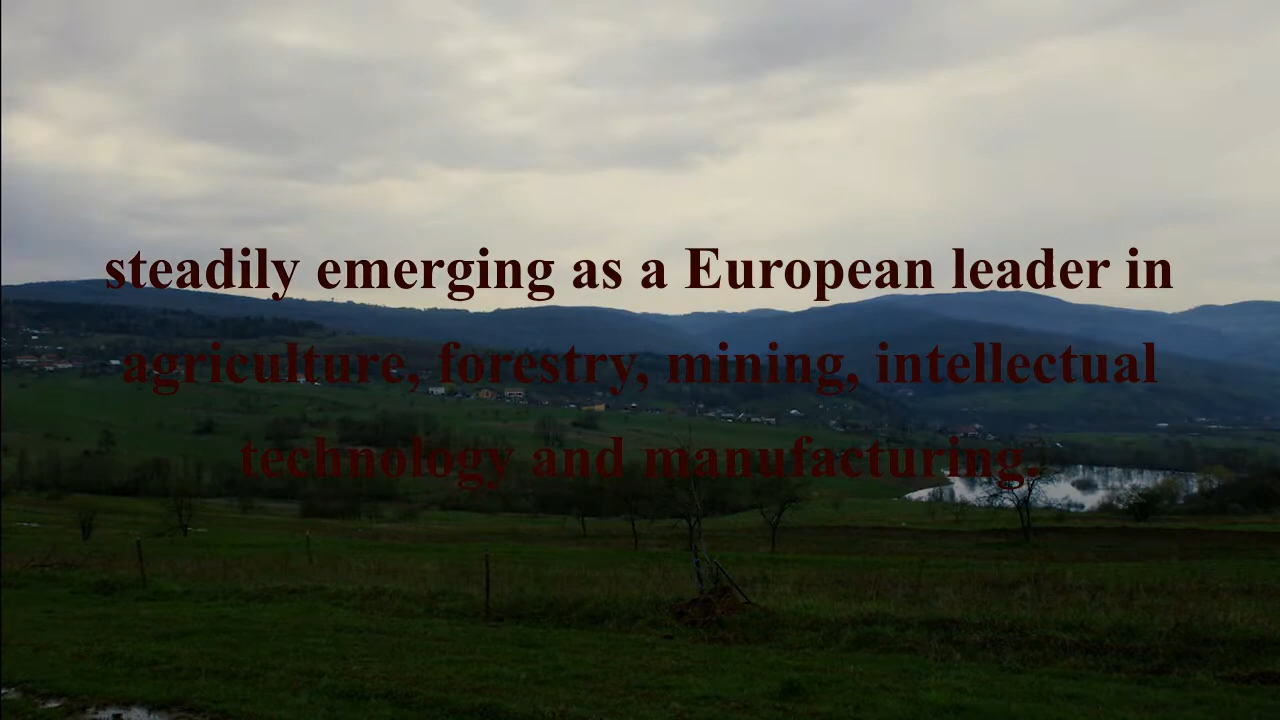 steadily emerging as a European leader in
agriculture, forestry, mining, intellectual
technology and manufacturing.